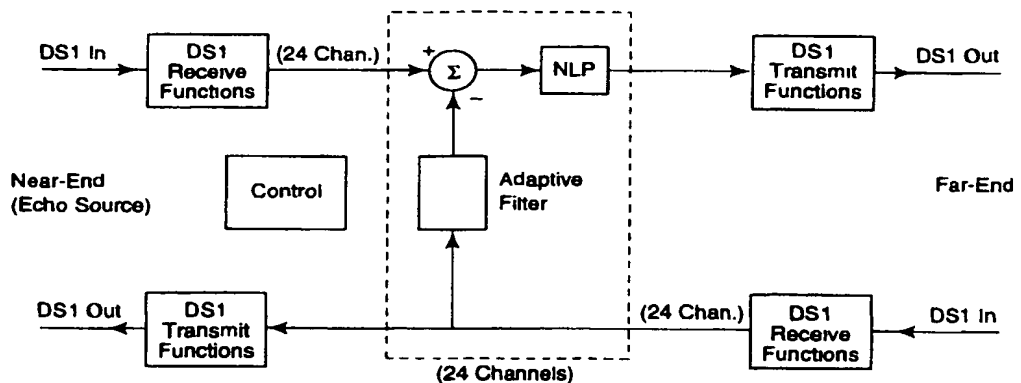 DS1 In
DS1
Receive
Functions
(24 Chan.)
+
Σ
−
NLP
DS1
Transmit
Functions
DS1 Out
Near-End
(Echo Source)
Control
Adaptive
Filter
Far-End
DS1 Out
DS1
Transmit
Functions
(24 Chan.)
DS1
Receive
Functions
DS1 In
(24 Channels)